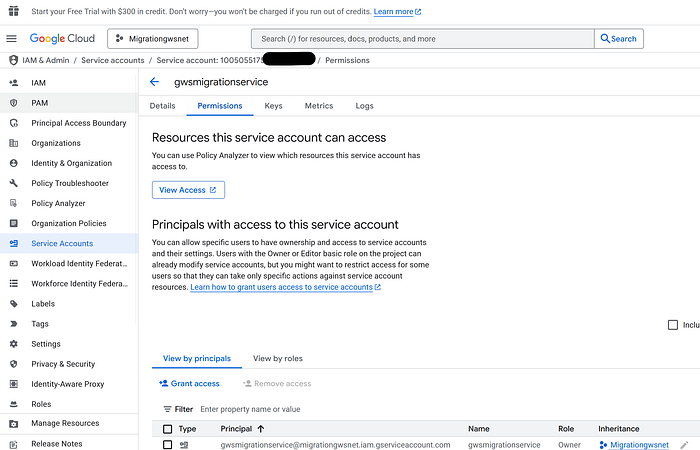 Start your Free Trial with $300 in credit. Don't worry—you won't be charged if you run out of credits. Learn more
Google Cloud
Migrationgwsnet
Search (/) for resources, docs, products, and more
Search
IAM & Admin / Service accounts / Service account: 1005055175 / Permissions
IAM
PAM
Principal Access Boundary
Organizations
Identity & Organization
Policy Troubleshooter
Policy Analyzer
Organization Policies
Service Accounts
Workload Identity Federat...
Workforce Identity Federa...
Labels
Tags
Settings
Privacy & Security
Identity-Aware Proxy
Roles
Manage Resources
Release Notes
gwsmigrationservice
Details Permissions Keys Metrics Logs
Resources this service account can access
You can use Policy Analyzer to view which resources this service account has
access to.
View Access
Principals with access to this service account
You can allow specific users to have ownership and access to service accounts
and their settings. Users with the Owner or Editor basic role on the project can
already modify service accounts, but you might want to restrict access for some
users so that they can take only specific actions against service account
resources. Learn how to grant users access to service accounts
Inclu
View by principals View by roles
Grant access Remove access
Filter Enter property name or value
Type Principal Name Role Inheritance
gwsmigrationservice@migrationgwsnet.iam.gserviceaccount.com gwsmigrationservice Owner Migrationgwsnet